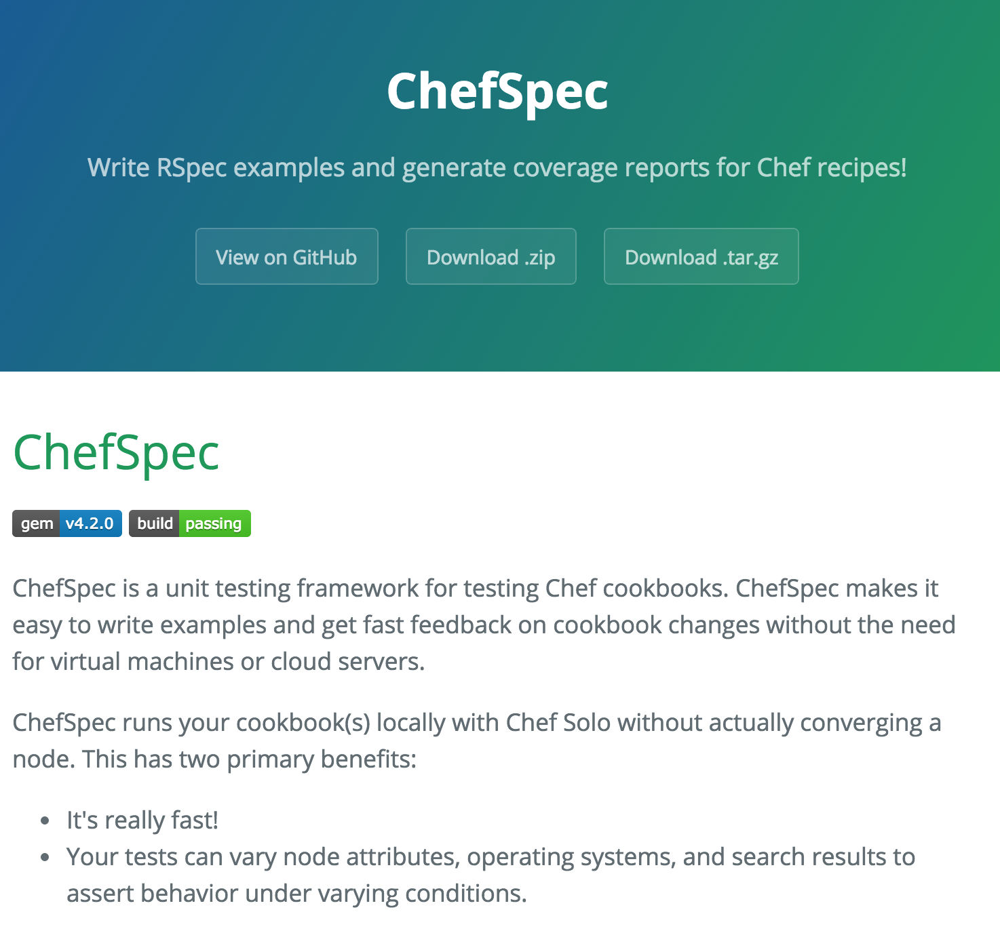 ChefSpec
Write RSpec examples and generate coverage reports for Chef recipes!
View on GitHub
Download .zip
Download .tar.gz
ChefSpec
gem v4.2.0 build passing
ChefSpec is a unit testing framework for testing Chef cookbooks. ChefSpec makes it
easy to write examples and get fast feedback on cookbook changes without the need
for virtual machines or cloud servers.
ChefSpec runs your cookbook(s) locally with Chef Solo without actually converging a
node. This has two primary benefits:
• It's really fast!
• Your tests can vary node attributes, operating systems, and search results to
assert behavior under varying conditions.